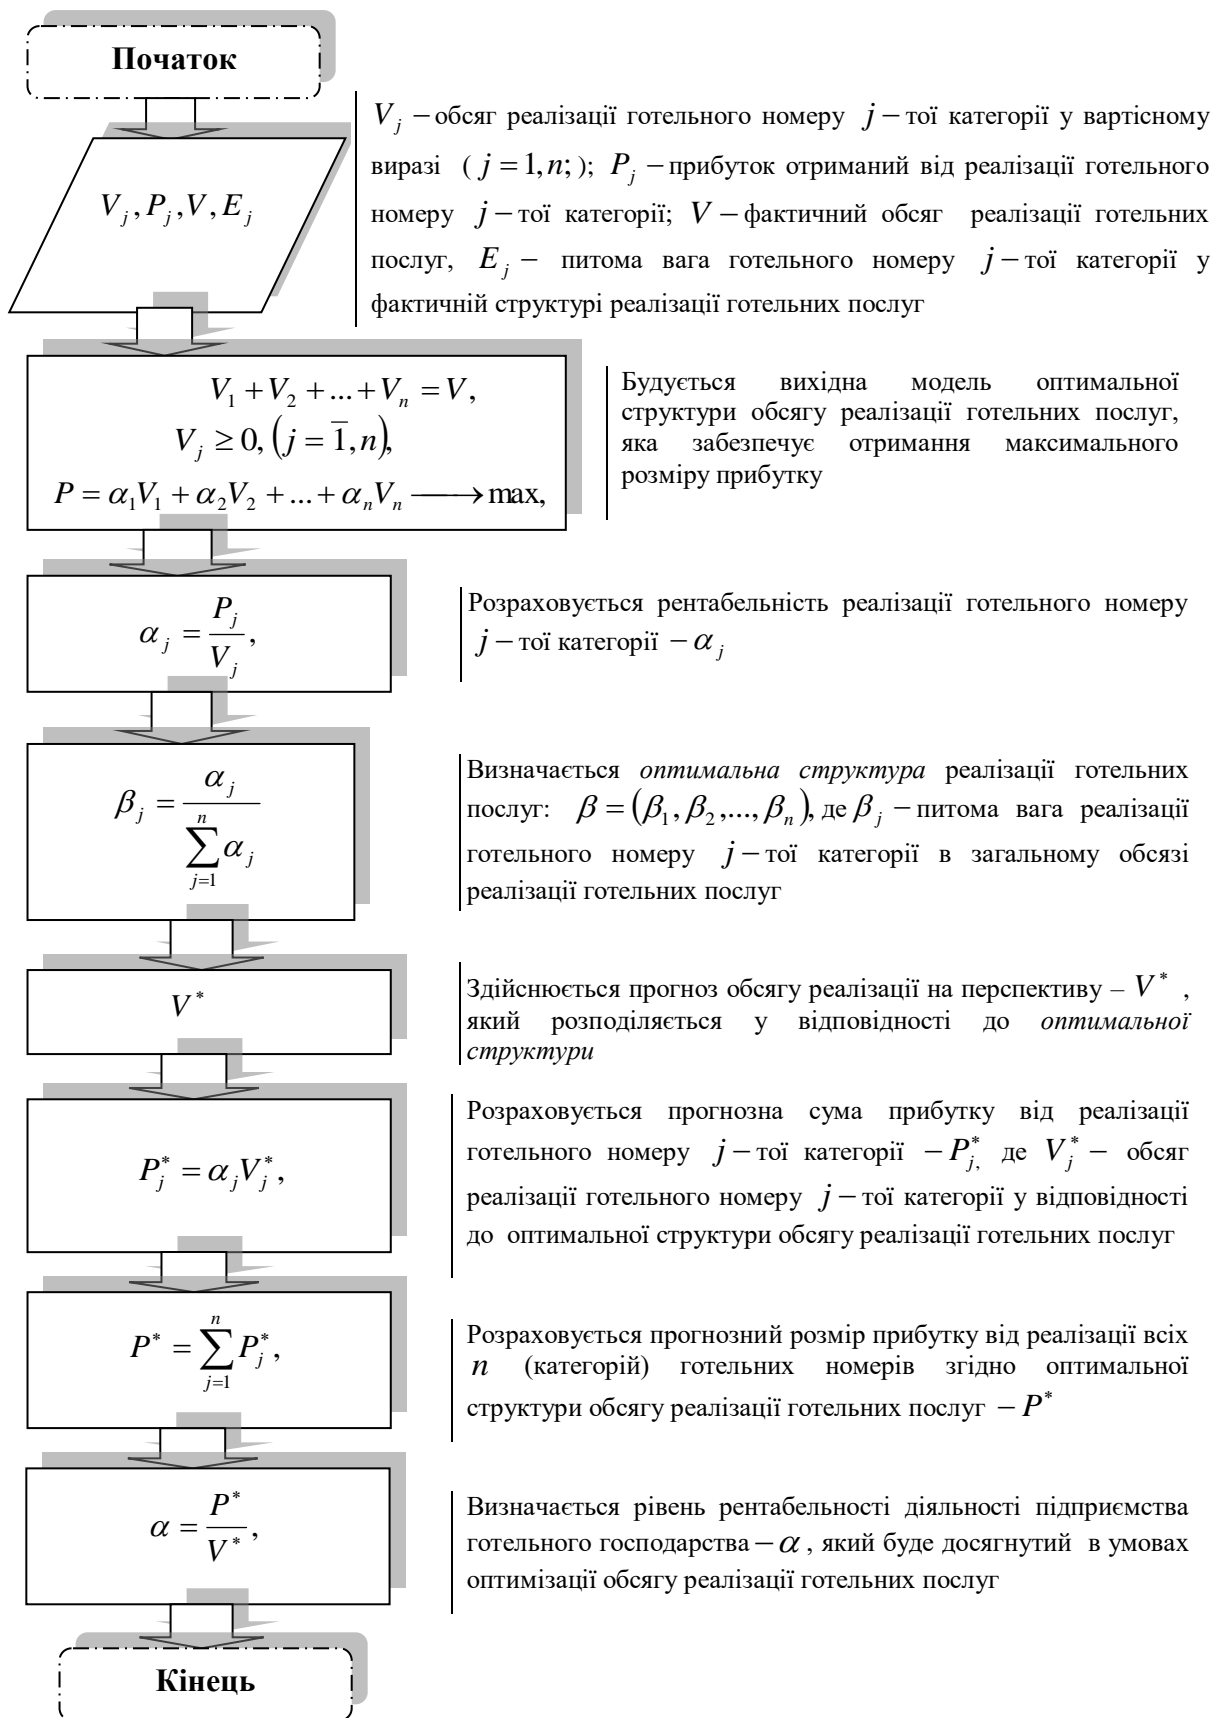 Початок
V_j, P_j, V, E_j
V_j – обсяг реалізації готельного номеру j – тої категорії у вартісному
виразі ( j = 1, n; ); P_j – прибуток отриманий від реалізації готельного
номеру j – тої категорії; V – фактичний обсяг реалізації готельних
послуг, E_j – питома вага готельного номеру j – тої категорії у
фактичній структурі реалізації готельних послуг
V_1 + V_2 + ... + V_n = V,
V_j ≥ 0, (j = 1̅, n),
P = α_1V_1 + α_2V_2 + ... + α_nV_n ⟶ max,
Будується вихідна модель оптимальної
структури обсягу реалізації готельних послуг,
яка забезпечує отримання максимального
розміру прибутку
α_j = P_j / V_j,
Розраховується рентабельність реалізації готельного номеру
j – тої категорії – α_j
β_j = α_j / ∑_{j=1}^{n} α_j
Визначається оптимальна структура реалізації готельних
послуг: β = (β_1, β_2,..., β_n), де β_j – питома вага реалізації
готельного номеру j – тої категорії в загальному обсязі
реалізації готельних послуг
V^*
Здійснюється прогноз обсягу реалізації на перспективу – V^* ,
який розподіляється у відповідності до оптимальної
структури
P_j^* = α_jV_j^*,
Розраховується прогнозна сума прибутку від реалізації
готельного номеру j – тої категорії – P_{j,}^* де V_j^* – обсяг
реалізації готельного номеру j – тої категорії у відповідності
до оптимальної структури обсягу реалізації готельних послуг
P^* = ∑_{j=1}^{n} P_j^*,
Розраховується прогнозний розмір прибутку від реалізації всіх
n (категорій) готельних номерів згідно оптимальної
структури обсягу реалізації готельних послуг – P^*
α = P^* / V^*,
Визначається рівень рентабельності діяльності підприємства
готельного господарства – α , який буде досягнутий в умовах
оптимізації обсягу реалізації готельних послуг
Кінець